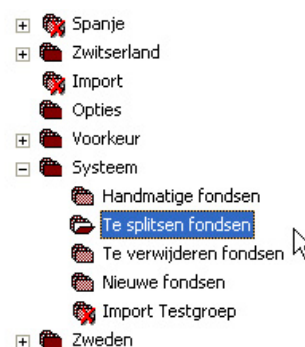 Spanje
Zwitserland
Import
Opties
Voorkeur
Systeem
Handmatige fondsen
Te splitsen fondsen
Te verwijderen fondsen
Nieuwe fondsen
Import Testgroep
Zweden